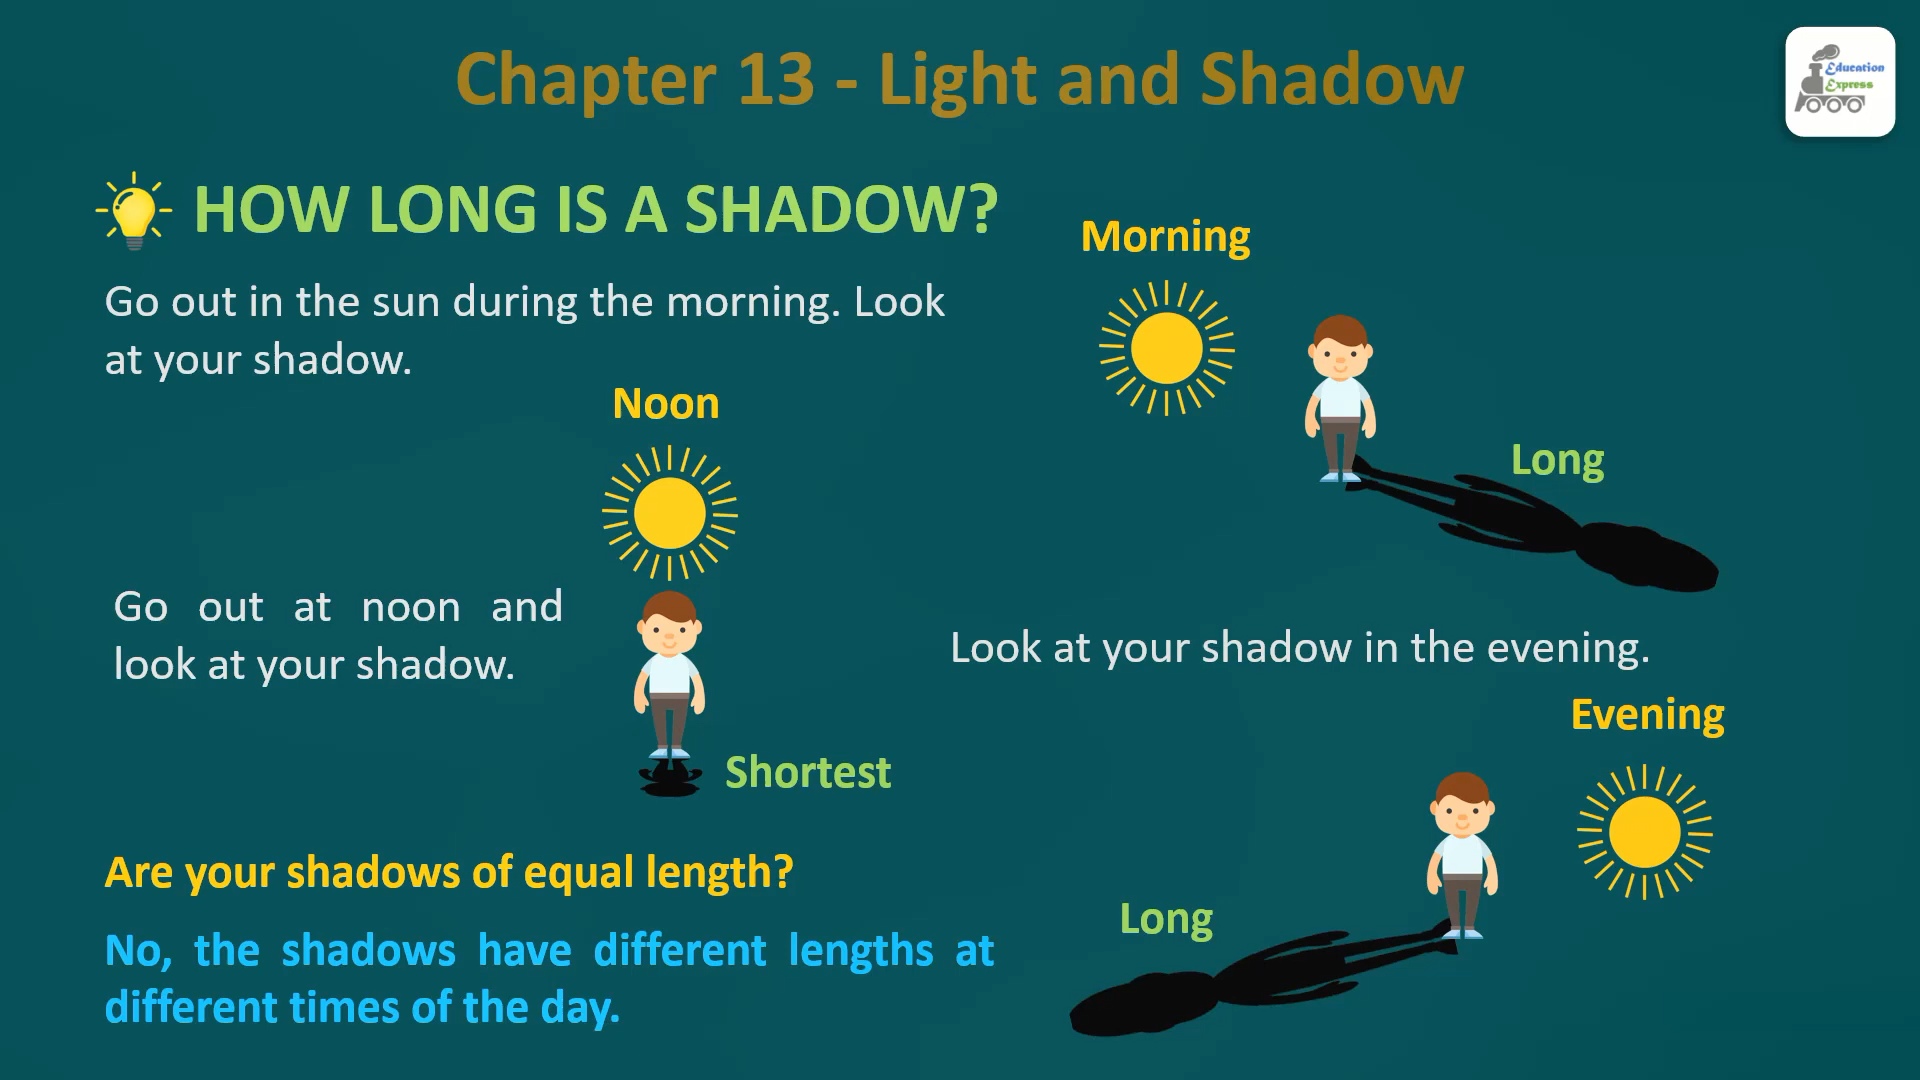 Chapter 13 - Light and Shadow
Education
Express
HOW LONG IS A SHADOW?
Go out in the sun during the morning. Look
at your shadow.
Morning
Long
Noon
Go out at noon and
look at your shadow.
Shortest
Look at your shadow in the evening.
Evening
Long
Are your shadows of equal length?
No, the shadows have different lengths at
different times of the day.